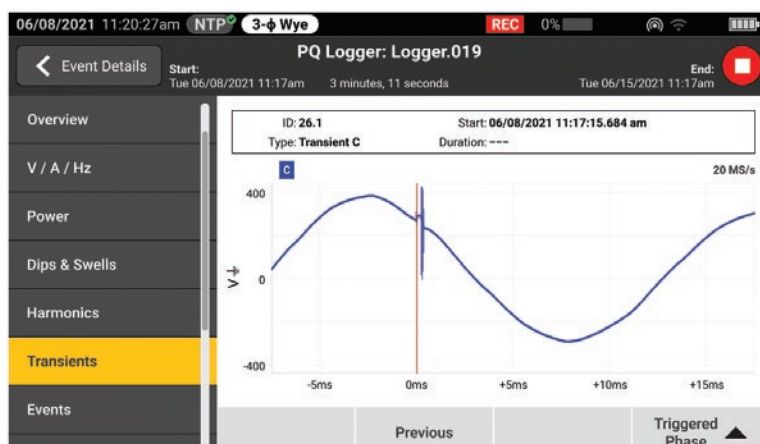 06/08/2021 11:20:27am NTP 3-ϕ Wye REC 0%
PQ Logger: Logger.019
Event Details
Start:
Tue 06/08/2021 11:17am 3 minutes, 11 seconds
End:
Tue 06/15/2021 11:17am
Overview
V / A / Hz
Power
Dips & Swells
Harmonics
Transients
Events
ID: 26.1 Start: 06/08/2021 11:17:15.684 am
Type: Transient C Duration: ---
C 20 MS/s
400
0
-400
V
-5ms 0ms +5ms +10ms +15ms
Previous
Triggered
Phase